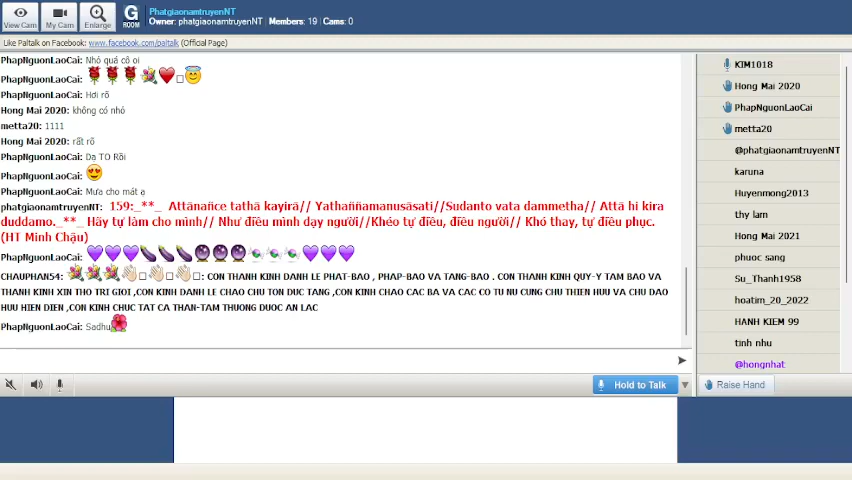 PhatgiaonamtruyenNT
Owner: phatgiaonamtruyenNT | Members: 19 | Cams: 0
View Cam
My Cam
Enlarge
G
ROOM
Like Paltalk on Facebook: www.facebook.com/paltalk (Official Page)
PhapNguonLaoCai: Nhỏ quá cô ơi
PhapNguonLaoCai:
PhapNguonLaoCai: Hơi rõ
Hong Mai 2020: không có nhỏ
metta20: 1111
Hong Mai 2020: rất rõ
PhapNguonLaoCai: Dạ TO Rồi
PhapNguonLaoCai:
PhapNguonLaoCai: Mưa cho mát ạ
phatgiaonamtruyenNT: 159:_**_ Attānañce tathā kayirā// Yathaññamanusāsati//Sudanto vata dammetha// Attā hi kira
duddamo._**_ Hãy tự làm cho mình// Như điều mình dạy người//Khéo tự điều, điều người// Khó thay, tự điều phục.
(HT Minh Châu)
PhapNguonLaoCai:
CHAUPHAN54: : CON THANH KINH DANH LE PHAT-BAO , PHAP-BAO VA TANG-BAO . CON THANH KINH QUY-Y TAM BAO VA
THANH KINH XIN THO TRI GIOI ,CON KINH DANH LE CHAO CHU TON DUC TANG ,CON KINH CHAO CAC BA VA CAC CO TU NU CUNG CHU THIEN HUU VA CHU DAO
HUU HIEN DIEN ,CON KINH CHUC TAT CA THAN-TAM THUONG DUOC AN LAC
PhapNguonLaoCai: Sadhu
Hold to Talk
KIM1018
Hong Mai 2020
PhapNguonLaoCai
metta20
@phatgiaonamtruyenNT
karuna
Huyenmong2013
thy lam
Hong Mai 2021
phuoc sang
Su_Thanh1958
hoatim_20_2022
HANH KIEM 99
tinh nhu
@hongnhat
Raise Hand